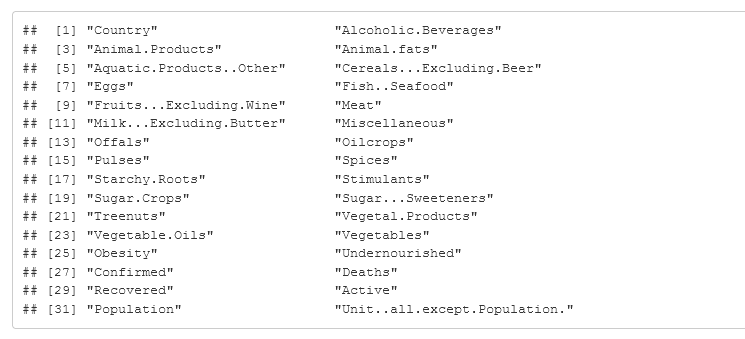 ##  [1] "Country"                      "Alcoholic.Beverages"
##  [3] "Animal.Products"              "Animal.fats"
##  [5] "Aquatic.Products..Other"      "Cereals...Excluding.Beer"
##  [7] "Eggs"                         "Fish..Seafood"
##  [9] "Fruits...Excluding.Wine"      "Meat"
## [11] "Milk...Excluding.Butter"      "Miscellaneous"
## [13] "Offals"                       "Oilcrops"
## [15] "Pulses"                       "Spices"
## [17] "Starchy.Roots"                "Stimulants"
## [19] "Sugar.Crops"                  "Sugar...Sweeteners"
## [21] "Treenuts"                     "Vegetal.Products"
## [23] "Vegetable.Oils"               "Vegetables"
## [25] "Obesity"                      "Undernourished"
## [27] "Confirmed"                    "Deaths"
## [29] "Recovered"                    "Active"
## [31] "Population"                   "Unit..all.except.Population."